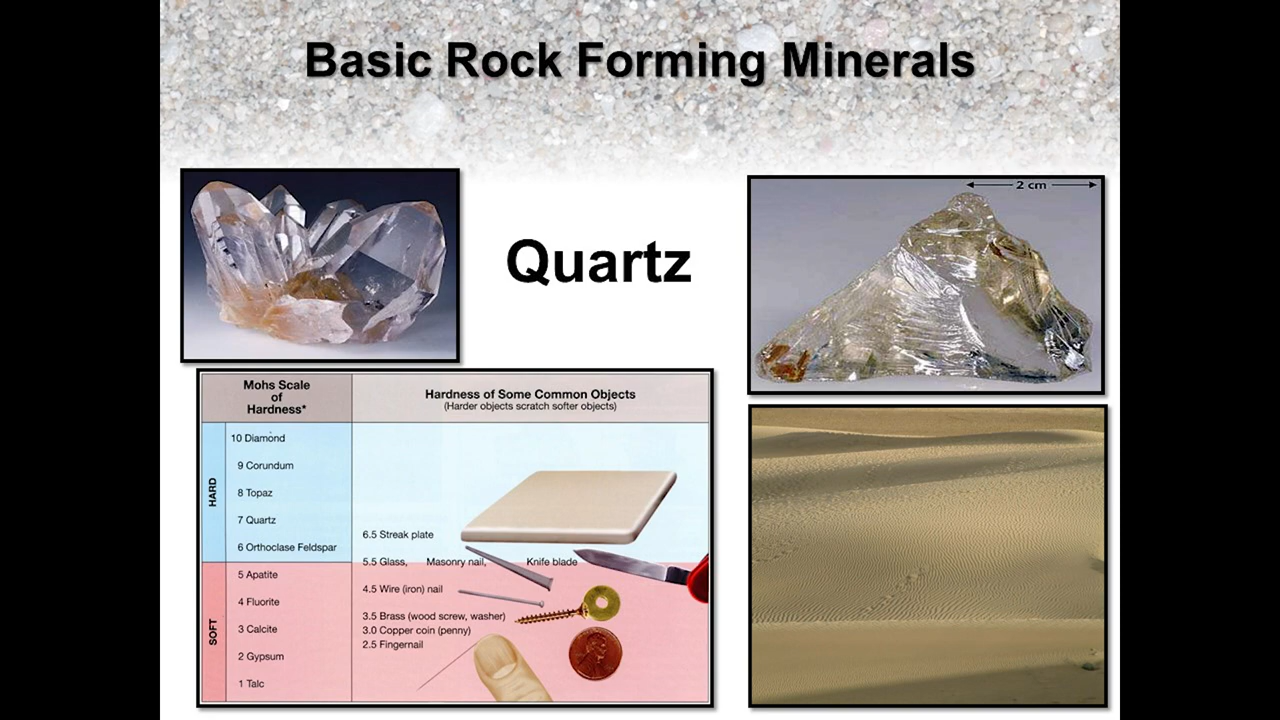 Basic Rock Forming Minerals
Quartz
2 cm
Mohs Scale
of
Hardness*
Hardness of Some Common Objects
(Harder objects scratch softer objects)
HARD
10 Diamond
9 Corundum
8 Topaz
7 Quartz
6 Orthoclase Feldspar
SOFT
5 Apatite
4 Fluorite
3 Calcite
2 Gypsum
1 Talc
6.5 Streak plate
5.5 Glass, Masonry nail, Knife blade
4.5 Wire (iron) nail
3.5 Brass (wood screw, washer)
3.0 Copper coin (penny)
2.5 Fingernail